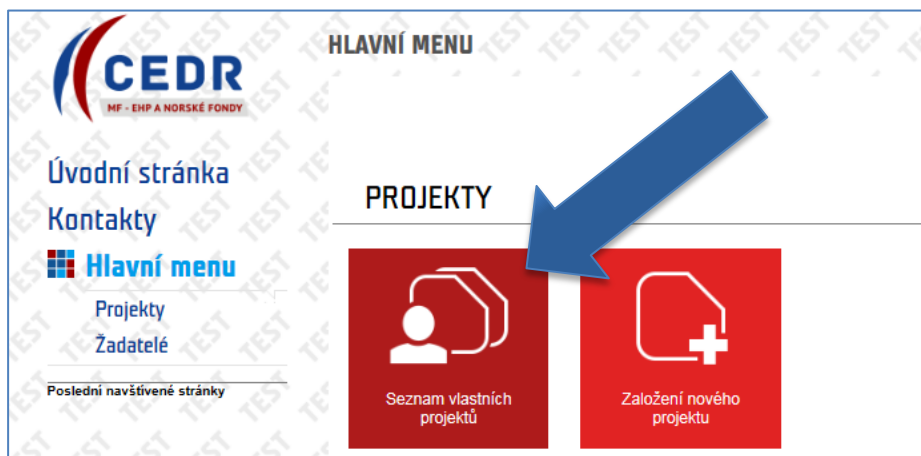 CEDR
MF - EHP A NORSKÉ FONDY
HLAVNÍ MENU
Úvodní stránka
Kontakty
Hlavní menu
Projekty
Žadatelé
Poslední navštívené stránky
PROJEKTY
Seznam vlastních
projektů
Založení nového
projektu
TEST